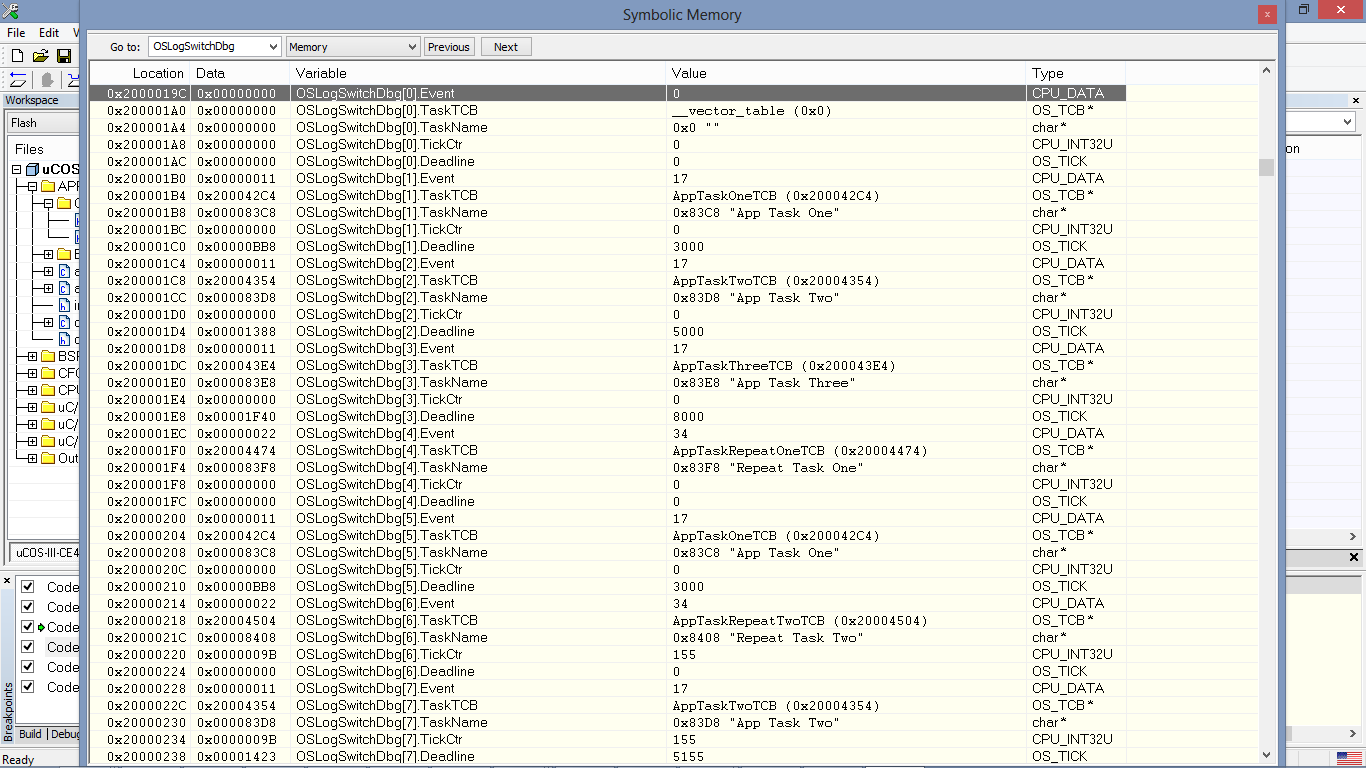 Symbolic Memory
File Edit V
Go to: OSLogSwitchDbg Memory Previous Next
Workspace
Flash
Files
uCOS
APP
BSP
CPU
uC/
uC/
uC/
Out
uCOS-III-CE4
Location Data Variable Value Type
0x2000019C 0x00000000 OSLogSwitchDbg[0].Event 0 CPU_DATA
0x200001A0 0x00000000 OSLogSwitchDbg[0].TaskTCB __vector_table (0x0) OS_TCB*
0x200001A4 0x00000000 OSLogSwitchDbg[0].TaskName 0x0 "" char*
0x200001A8 0x00000000 OSLogSwitchDbg[0].TickCtr 0 CPU_INT32U
0x200001AC 0x00000000 OSLogSwitchDbg[0].Deadline 0 OS_TICK
0x200001B0 0x00000011 OSLogSwitchDbg[1].Event 17 CPU_DATA
0x200001B4 0x200042C4 OSLogSwitchDbg[1].TaskTCB AppTaskOneTCB (0x200042C4) OS_TCB*
0x200001B8 0x000083C8 OSLogSwitchDbg[1].TaskName 0x83C8 "App Task One" char*
0x200001BC 0x00000000 OSLogSwitchDbg[1].TickCtr 0 CPU_INT32U
0x200001C0 0x00000BB8 OSLogSwitchDbg[1].Deadline 3000 OS_TICK
0x200001C4 0x00000011 OSLogSwitchDbg[2].Event 17 CPU_DATA
0x200001C8 0x20004354 OSLogSwitchDbg[2].TaskTCB AppTaskTwoTCB (0x20004354) OS_TCB*
0x200001CC 0x000083D8 OSLogSwitchDbg[2].TaskName 0x83D8 "App Task Two" char*
0x200001D0 0x00000000 OSLogSwitchDbg[2].TickCtr 0 CPU_INT32U
0x200001D4 0x00001388 OSLogSwitchDbg[2].Deadline 5000 OS_TICK
0x200001D8 0x00000011 OSLogSwitchDbg[3].Event 17 CPU_DATA
0x200001DC 0x200043E4 OSLogSwitchDbg[3].TaskTCB AppTaskThreeTCB (0x200043E4) OS_TCB*
0x200001E0 0x000083E8 OSLogSwitchDbg[3].TaskName 0x83E8 "App Task Three" char*
0x200001E4 0x00000000 OSLogSwitchDbg[3].TickCtr 0 CPU_INT32U
0x200001E8 0x00001F40 OSLogSwitchDbg[3].Deadline 8000 OS_TICK
0x200001EC 0x00000022 OSLogSwitchDbg[4].Event 34 CPU_DATA
0x200001F0 0x20004474 OSLogSwitchDbg[4].TaskTCB AppTaskRepeatOneTCB (0x20004474) OS_TCB*
0x200001F4 0x000083F8 OSLogSwitchDbg[4].TaskName 0x83F8 "Repeat Task One" char*
0x200001F8 0x00000000 OSLogSwitchDbg[4].TickCtr 0 CPU_INT32U
0x200001FC 0x00000000 OSLogSwitchDbg[4].Deadline 0 OS_TICK
0x20000200 0x00000011 OSLogSwitchDbg[5].Event 17 CPU_DATA
0x20000204 0x200042C4 OSLogSwitchDbg[5].TaskTCB AppTaskOneTCB (0x200042C4) OS_TCB*
0x20000208 0x000083C8 OSLogSwitchDbg[5].TaskName 0x83C8 "App Task One" char*
0x2000020C 0x00000000 OSLogSwitchDbg[5].TickCtr 0 CPU_INT32U
0x20000210 0x00000BB8 OSLogSwitchDbg[5].Deadline 3000 OS_TICK
0x20000214 0x00000022 OSLogSwitchDbg[6].Event 34 CPU_DATA
0x20000218 0x20004504 OSLogSwitchDbg[6].TaskTCB AppTaskRepeatTwoTCB (0x20004504) OS_TCB*
0x2000021C 0x00008408 OSLogSwitchDbg[6].TaskName 0x8408 "Repeat Task Two" char*
0x20000220 0x0000009B OSLogSwitchDbg[6].TickCtr 155 CPU_INT32U
0x20000224 0x00000000 OSLogSwitchDbg[6].Deadline 0 OS_TICK
0x20000228 0x00000011 OSLogSwitchDbg[7].Event 17 CPU_DATA
0x2000022C 0x20004354 OSLogSwitchDbg[7].TaskTCB AppTaskTwoTCB (0x20004354) OS_TCB*
0x20000230 0x000083D8 OSLogSwitchDbg[7].TaskName 0x83D8 "App Task Two" char*
0x20000234 0x0000009B OSLogSwitchDbg[7].TickCtr 155 CPU_INT32U
0x20000238 0x00001423 OSLogSwitchDbg[7].Deadline 5155 OS_TICK
on
Code
Code
Code
Code
Code
Code
Breakpoints
Build Debug
Ready